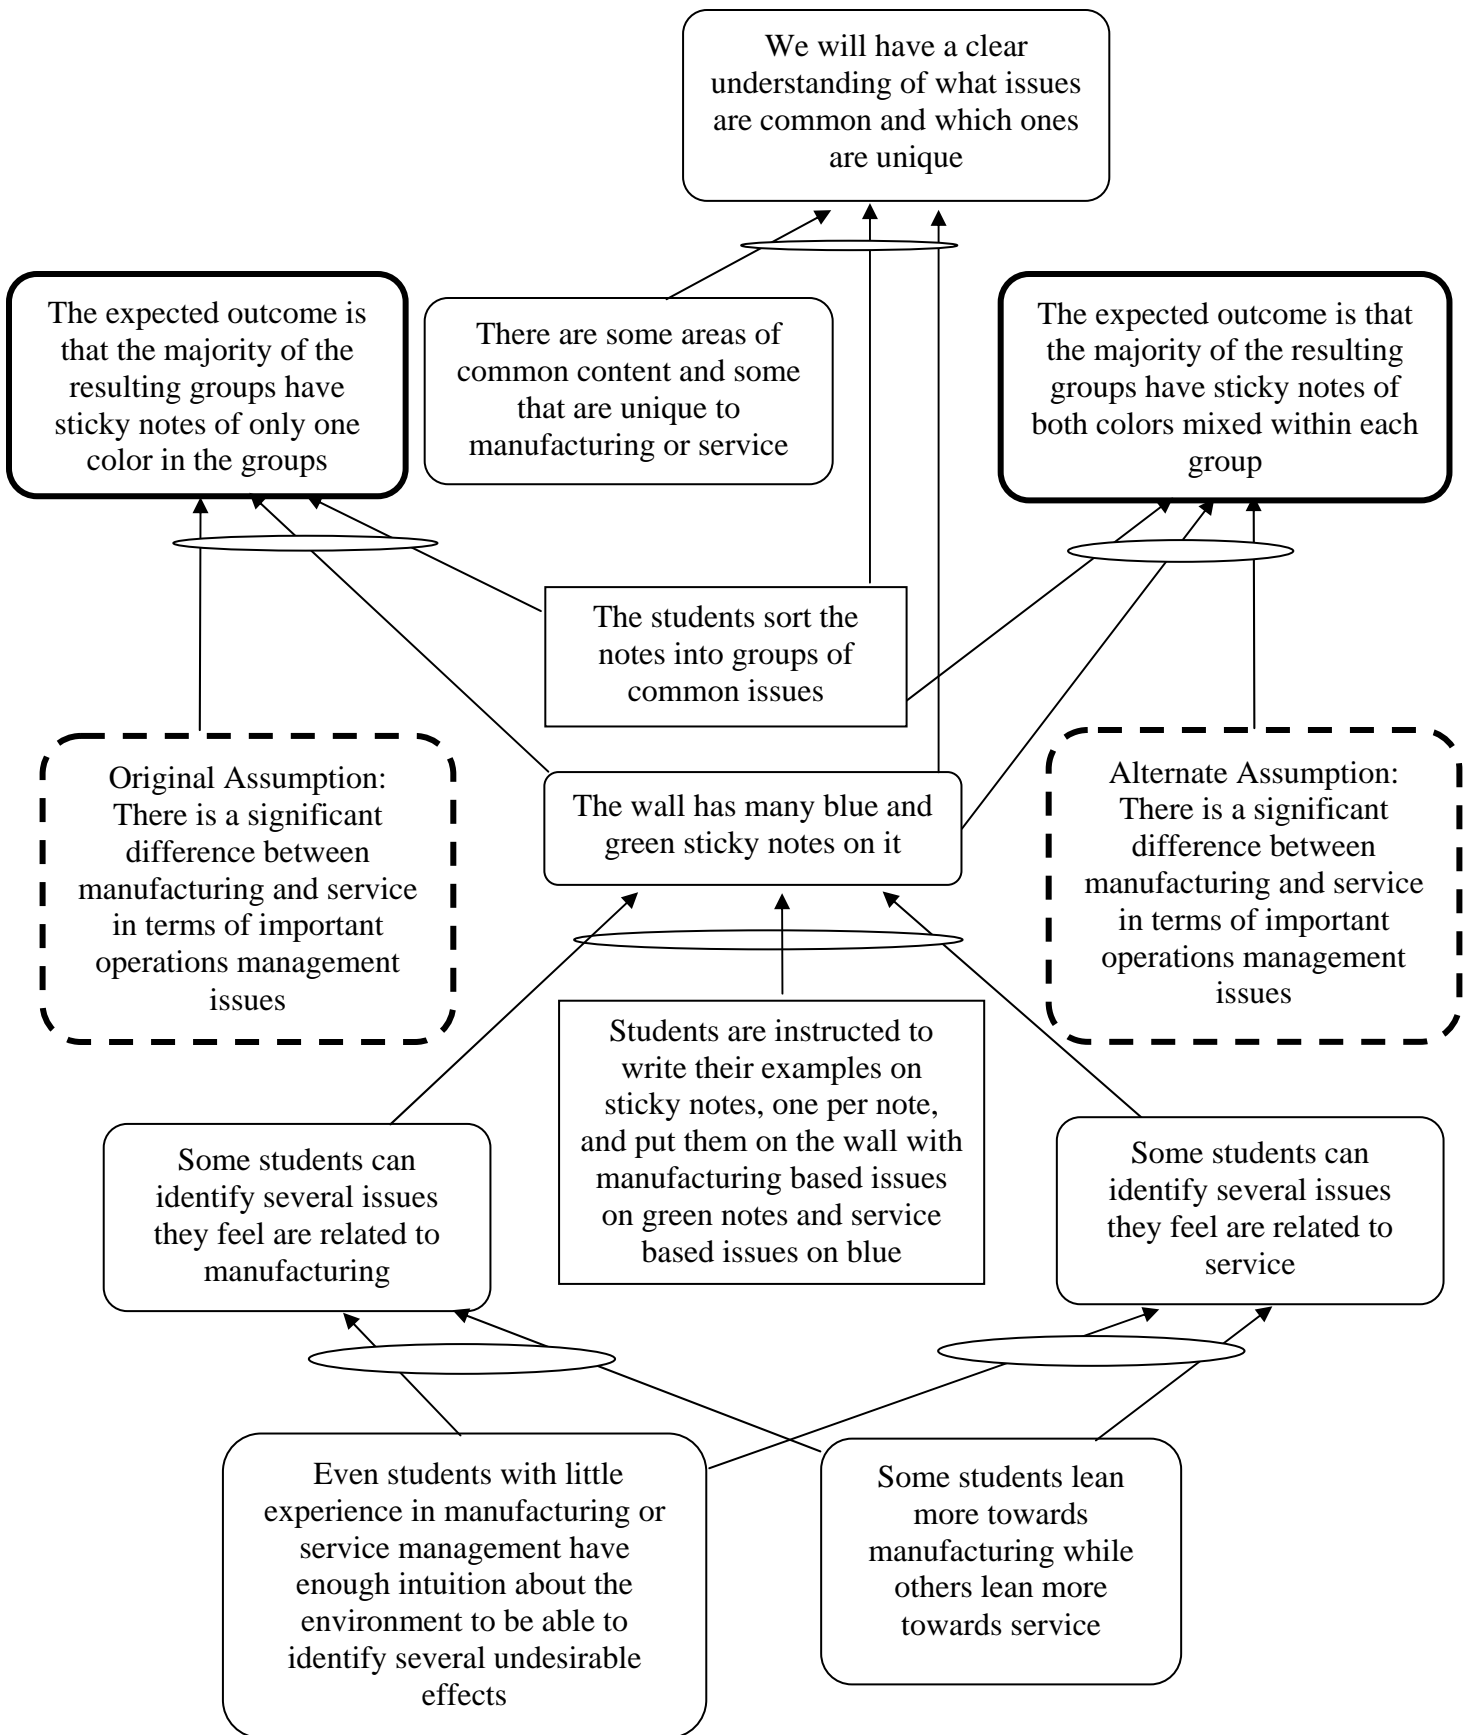 We will have a clear
understanding of what issues
are common and which ones
are unique
The expected outcome is
that the majority of the
resulting groups have
sticky notes of only one
color in the groups
There are some areas of
common content and some
that are unique to
manufacturing or service
The expected outcome is that
the majority of the resulting
groups have sticky notes of
both colors mixed within each
group
The students sort the
notes into groups of
common issues
Original Assumption:
There is a significant
difference between
manufacturing and service
in terms of important
operations management
issues
The wall has many blue and
green sticky notes on it
Alternate Assumption:
There is a significant
difference between
manufacturing and service
in terms of important
operations management
issues
Some students can
identify several issues
they feel are related to
manufacturing
Students are instructed to
write their examples on
sticky notes, one per note,
and put them on the wall with
manufacturing based issues
on green notes and service
based issues on blue
Some students can
identify several issues
they feel are related to
service
Even students with little
experience in manufacturing or
service management have
enough intuition about the
environment to be able to
identify several undesirable
effects
Some students lean
more towards
manufacturing while
others lean more
towards service